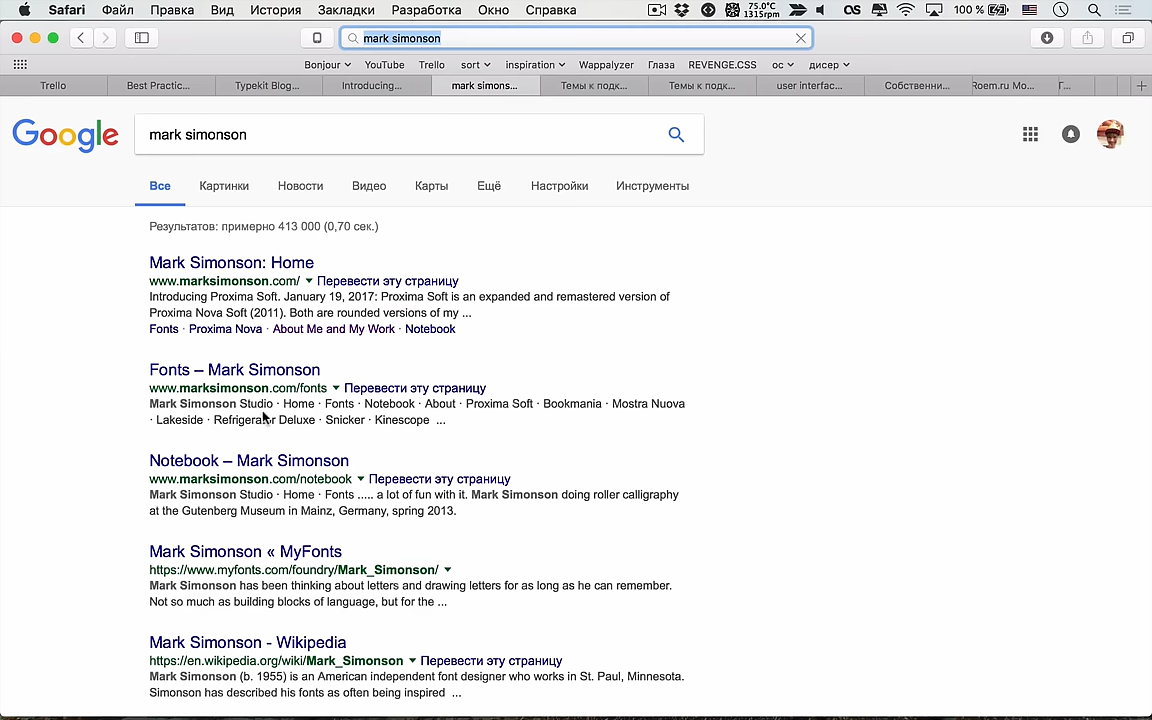 Safari Файл Правка Вид История Закладки Разработка Окно Справка 75.0°C 1315rpm 100 %
mark simonson
Bonjour YouTube Trello sort inspiration Wappalyzer Глаза REVENGE.CSS ос дисер
Trello Best Practic... Typekit Blog... Introducing... mark simons... Темы к подк... Темы к подк... user interfac... Собственни... Roem.ru Mo... Г...
Google mark simonson
Все Картинки Новости Видео Карты Ещё Настройки Инструменты
Результатов: примерно 413 000 (0,70 сек.)
Mark Simonson: Home
www.marksimonson.com/ Перевести эту страницу
Introducing Proxima Soft. January 19, 2017: Proxima Soft is an expanded and remastered version of
Proxima Nova Soft (2011). Both are rounded versions of my ...
Fonts · Proxima Nova · About Me and My Work · Notebook
Fonts – Mark Simonson
www.marksimonson.com/fonts Перевести эту страницу
Mark Simonson Studio · Home · Fonts · Notebook · About · Proxima Soft · Bookmania · Mostra Nuova
· Lakeside · Refrigerator Deluxe · Snicker · Kinescope ...
Notebook – Mark Simonson
www.marksimonson.com/notebook Перевести эту страницу
Mark Simonson Studio · Home · Fonts ..... a lot of fun with it. Mark Simonson doing roller calligraphy
at the Gutenberg Museum in Mainz, Germany, spring 2013.
Mark Simonson « MyFonts
https://www.myfonts.com/foundry/Mark_Simonson/
Mark Simonson has been thinking about letters and drawing letters for as long as he can remember.
Not so much as building blocks of language, but for the ...
Mark Simonson - Wikipedia
https://en.wikipedia.org/wiki/Mark_Simonson Перевести эту страницу
Mark Simonson (b. 1955) is an American independent font designer who works in St. Paul, Minnesota.
Simonson has described his fonts as often being inspired ...